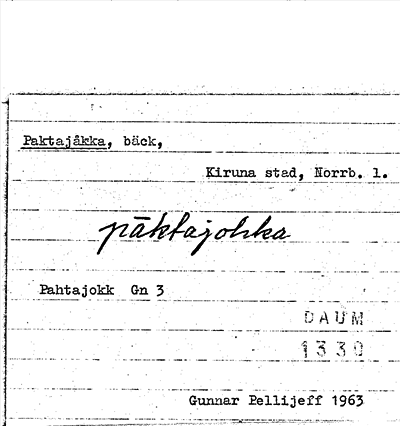 Paktajåkka, bäck,
Kiruna stad, Norrb. l.
pāktajohka
Pahtajokk Gn 3
DAUM
1330
Gunnar Pellijeff 1963